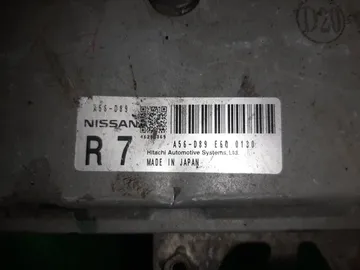 D20
A56-D89
NISSAN
A56-D89 E60 0130
R 7
Hitachi Automotive Systems, Ltd.
MADE IN JAPAN